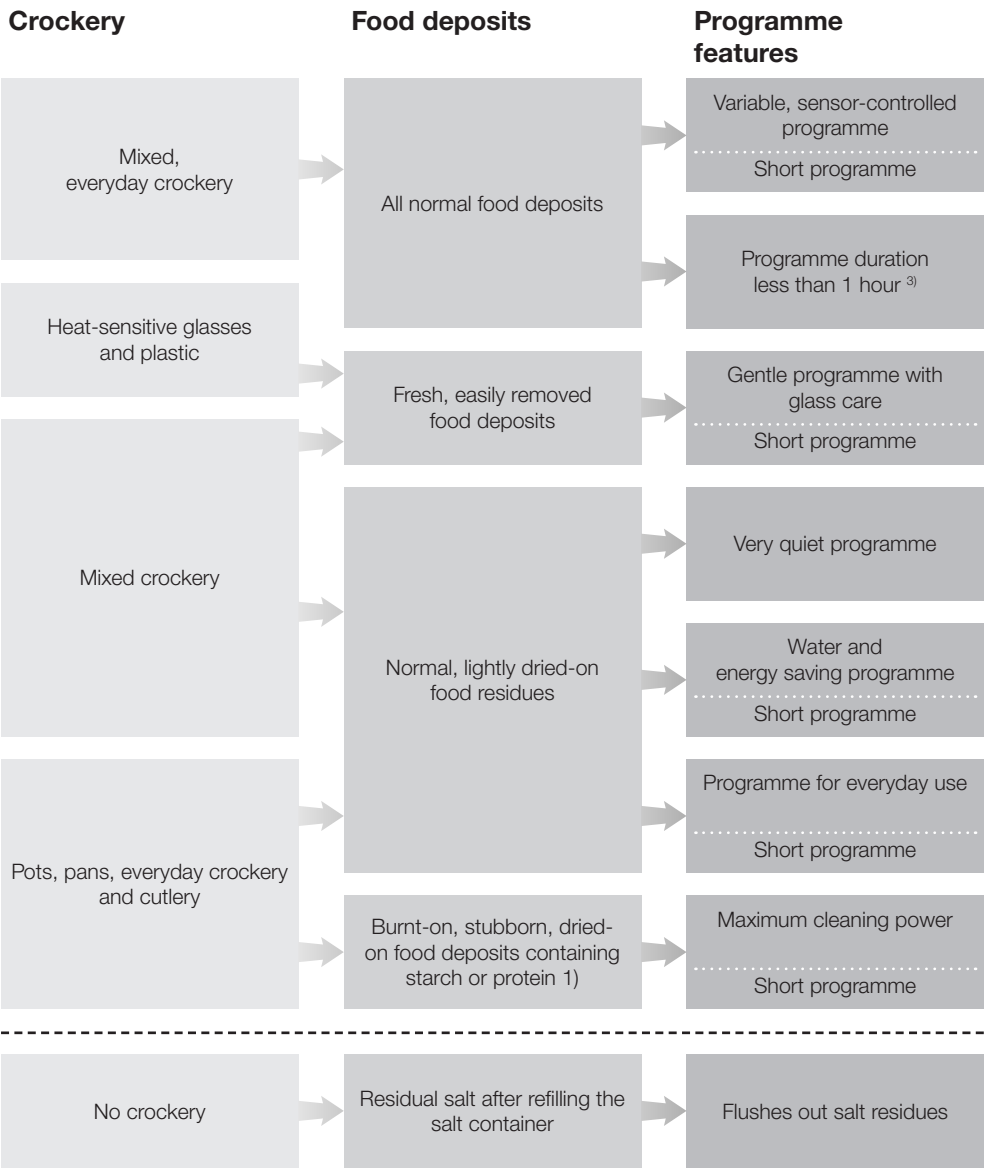 Crockery
Food deposits
Programme
features
Mixed,
everyday crockery
All normal food deposits
Variable, sensor-controlled
programme
Short programme
Programme duration
less than 1 hour 3)
Heat-sensitive glasses
and plastic
Fresh, easily removed
food deposits
Gentle programme with
glass care
Short programme
Mixed crockery
Normal, lightly dried-on
food residues
Very quiet programme
Water and
energy saving programme
Short programme
Programme for everyday use
Short programme
Pots, pans, everyday crockery
and cutlery
Burnt-on, stubborn, dried-
on food deposits containing
starch or protein 1)
Maximum cleaning power
Short programme
No crockery
Residual salt after refilling the
salt container
Flushes out salt residues